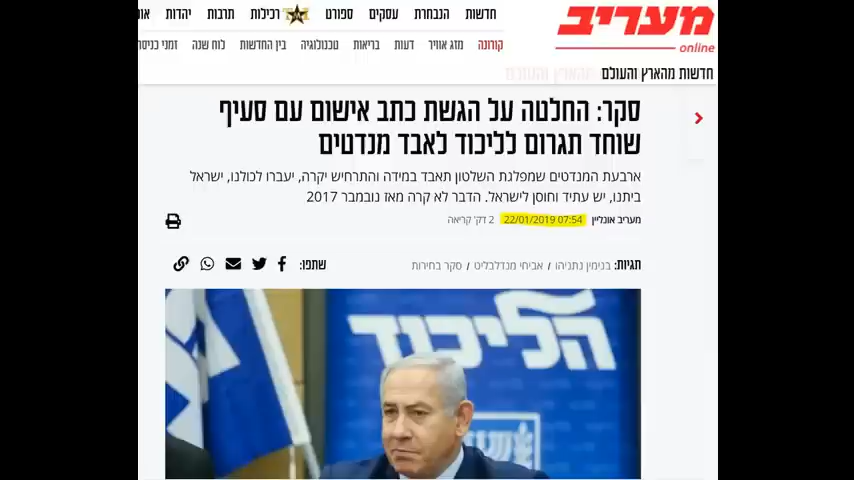 מעריב
online
חדשות הנבחרת עסקים ספורט רכילות תרבות יהדות
קורונה מזג אוויר דעות בריאות טכנולוגיה בין החדשות לוח שנה זמני כניסת
חדשות מהארץ והעולם
סקר: החלטה על הגשת כתב אישום עם סעיף
שוחד תגרום לליכוד לאבד מנדטים
ארבעת המנדטים שמפלגת השלטון תאבד במידה והתרחיש יקרה, יעברו לכולנו, ישראל
ביתנו, יש עתיד וחוסן לישראל. הדבר לא קרה מאז נובמבר 2017
מעריב אונליין 22/01/2019 07:54 2 דק' קריאה
תגיות: בנימין נתניהו / אביחי מנדלבליט / סקר בחירות
שתפו:
הליכוד